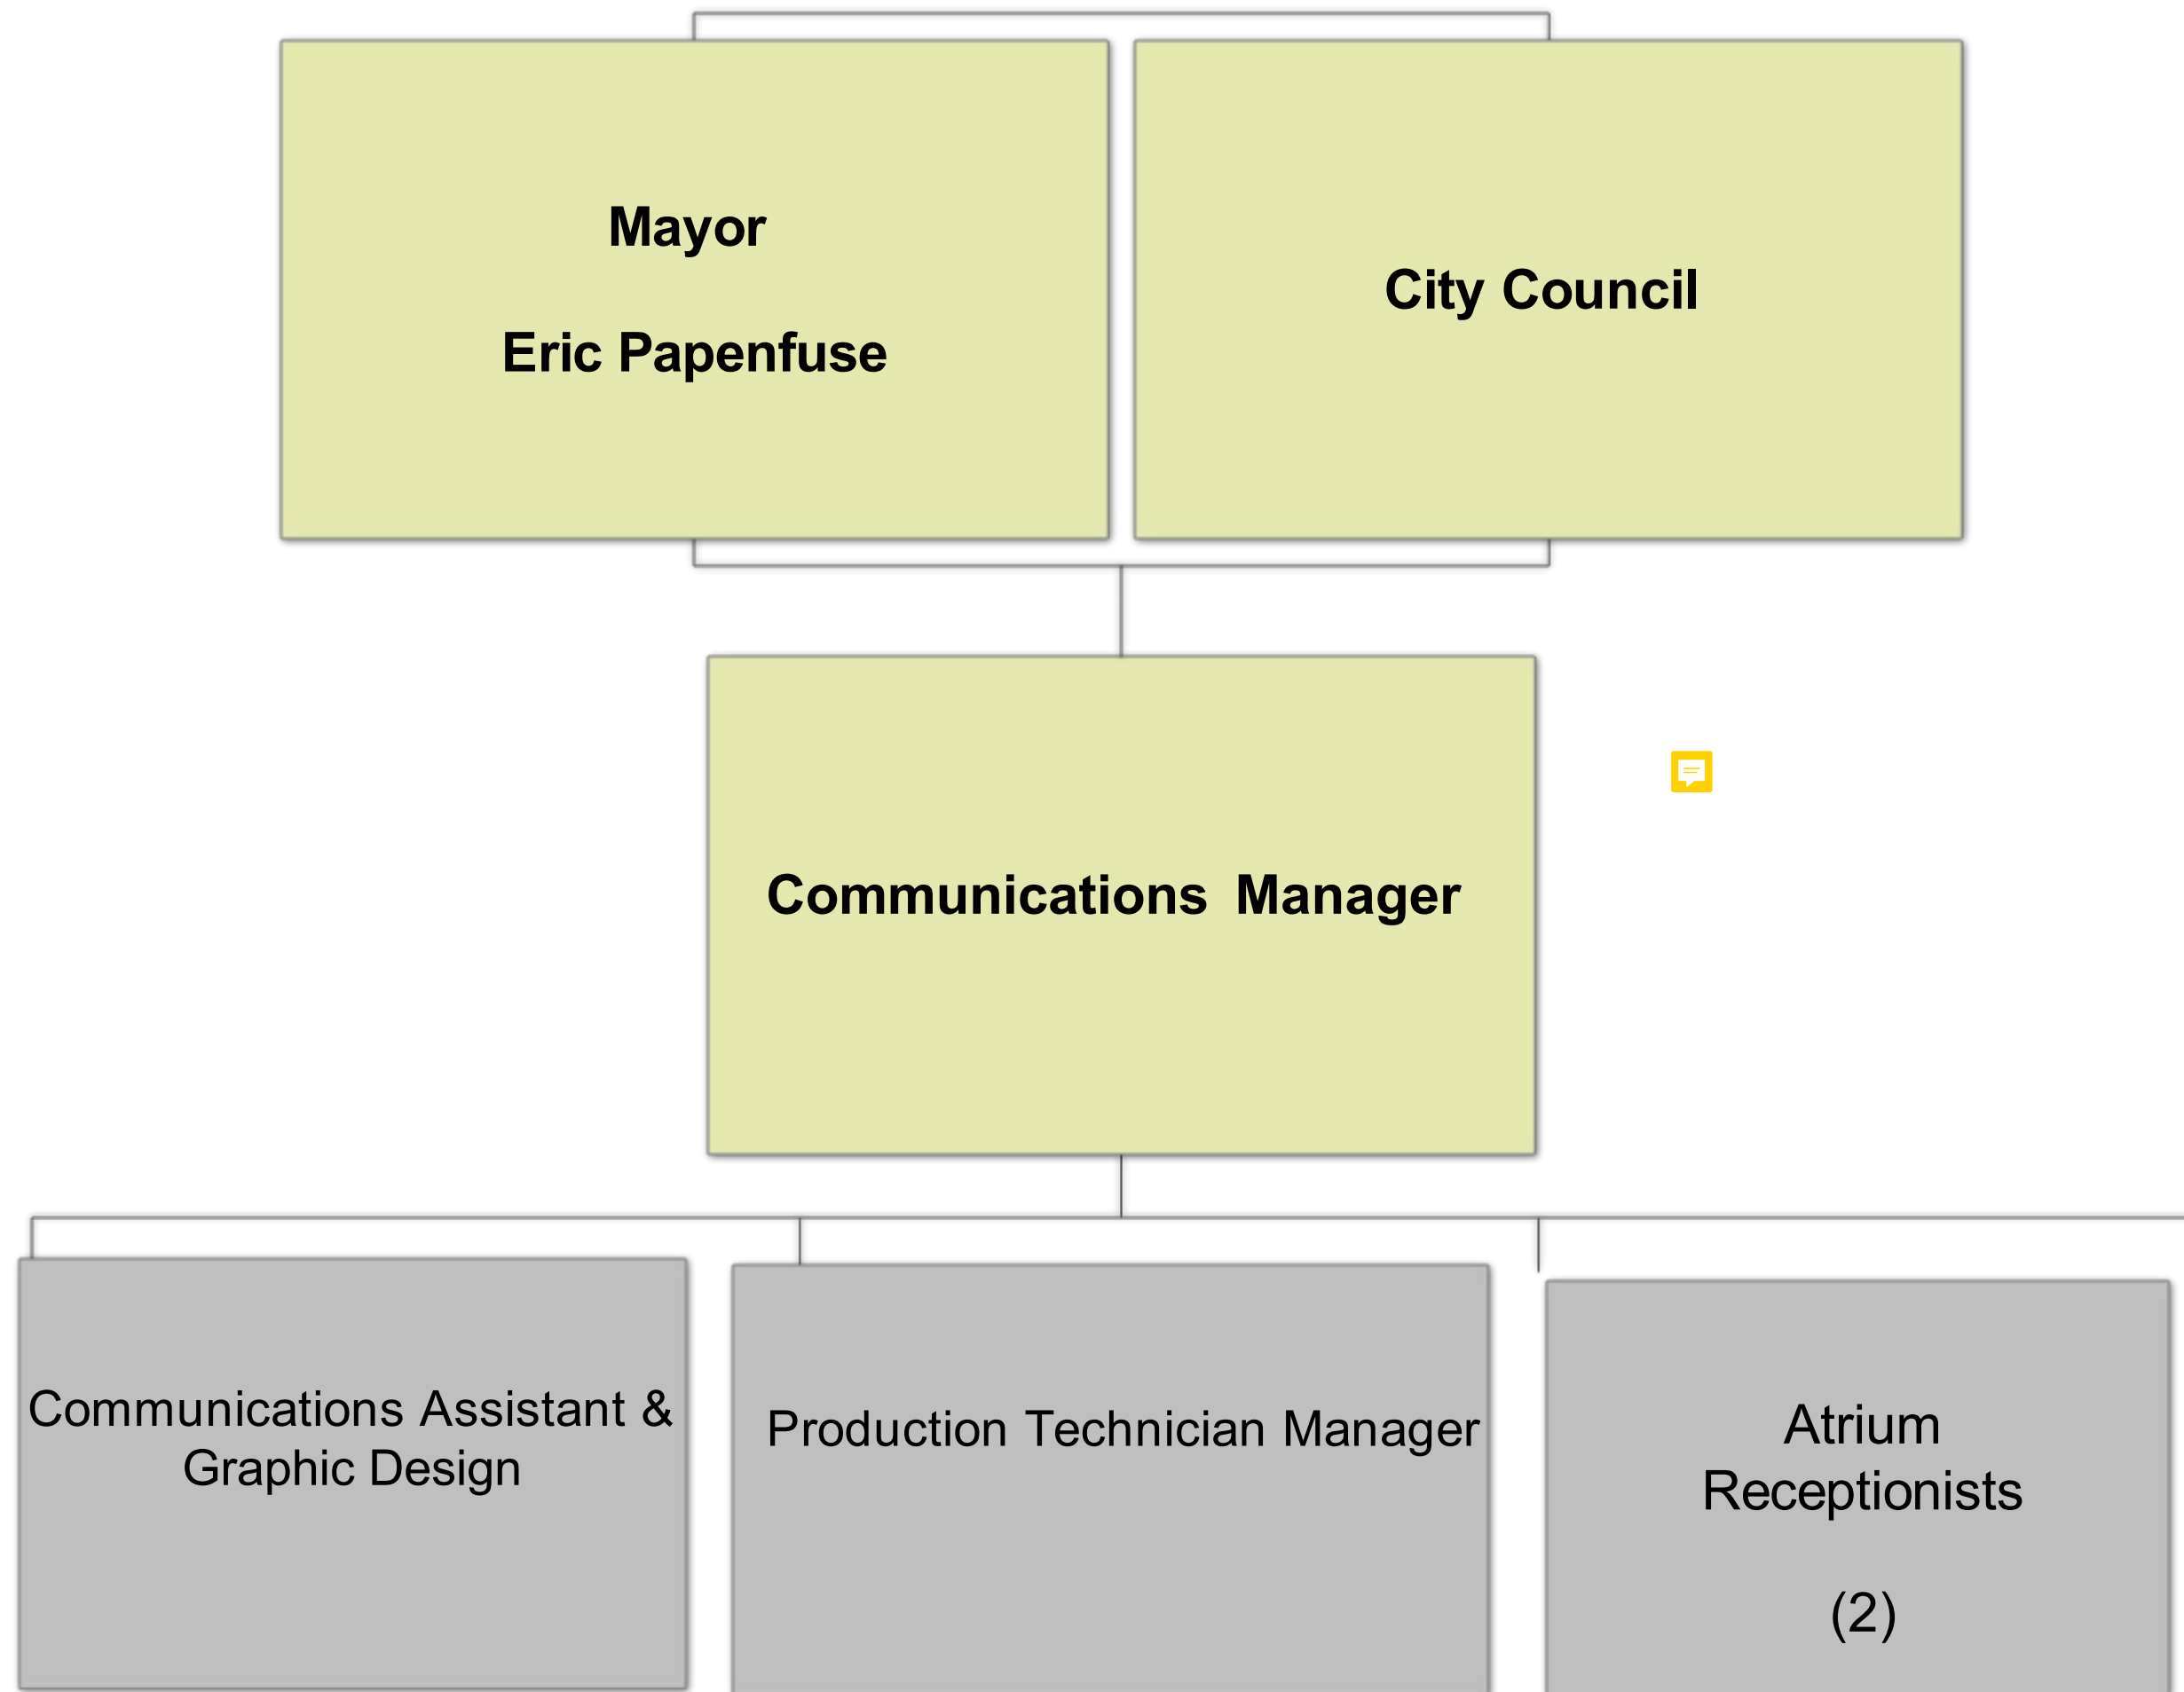 Mayor
Eric Papenfuse
City Council
Communications Manager
Communications Assistant &
Graphic Design
Production Technician Manager
Atrium
Receptionists
(2)